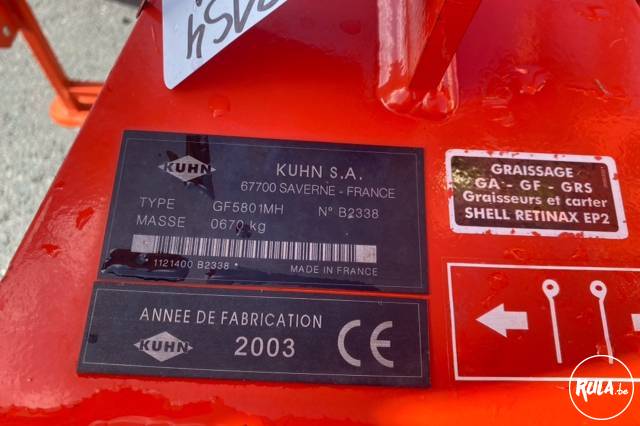 KUHN
KUHN S.A.
67700 SAVERNE - FRANCE
TYPE GF5801MH N° B2338
MASSE 0670 kg
1121400 B2338 *
MADE IN FRANCE
ANNEE DE FABRICATION
KUHN
2003
CE
GRAISSAGE
GA - GF - GRS
Graisseurs et carter
SHELL RETINAX EP2
RULA.be